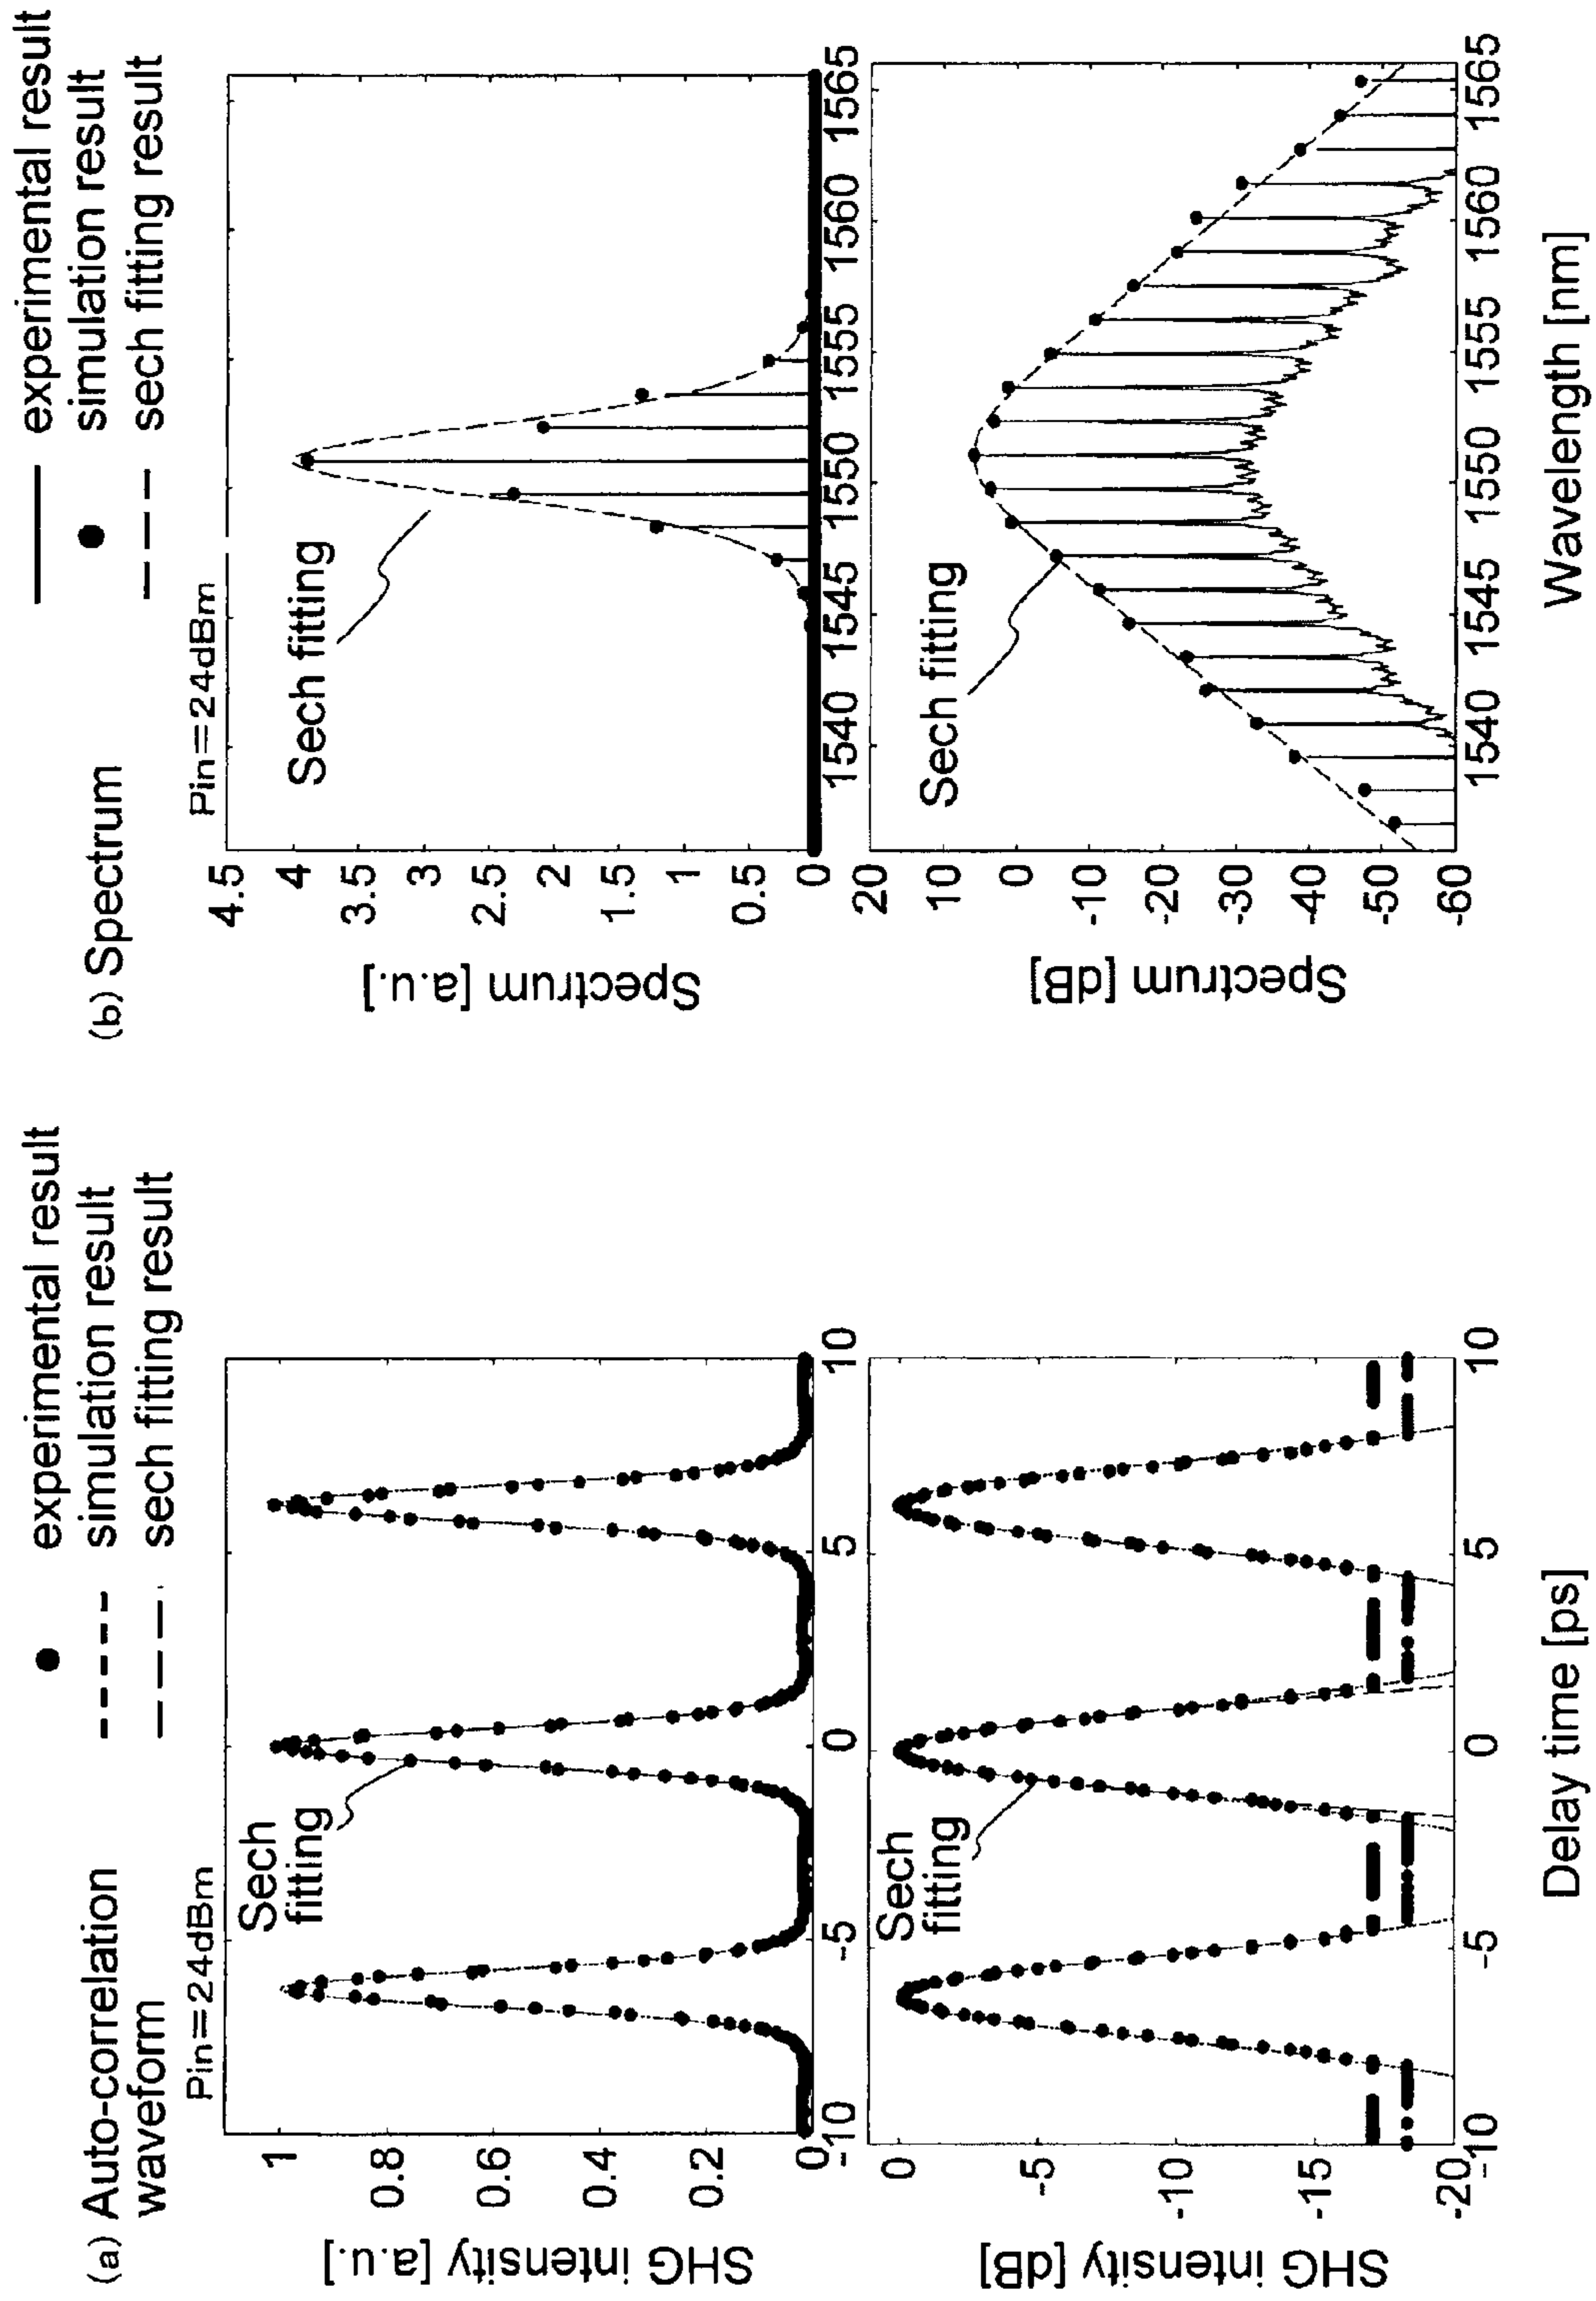 (a) Auto-correlation
waveform
● experimental result
simulation result
sech fitting result
Pin=24dBm
SHG intensity [a.u.]
1
0.8
0.6
0.4
0.2
0
Sech
fitting
-10
-5
0
5
10
SHG intensity [dB]
0
-5
-10
-15
-20
Sech
fitting
-10
-5
0
5
10
Delay time [ps]
(b) Spectrum
experimental result
● simulation result
sech fitting result
Pin=24dBm
Spectrum [a.u.]
4.5
4
3.5
3
2.5
2
1.5
1
0.5
0
Sech fitting
1540
1545
1550
1555
1560
1565
Spectrum [dB]
20
10
0
-10
-20
-30
-40
-50
-60
Sech fitting
1540
1545
1550
1555
1560
1565
Wavelength [nm]